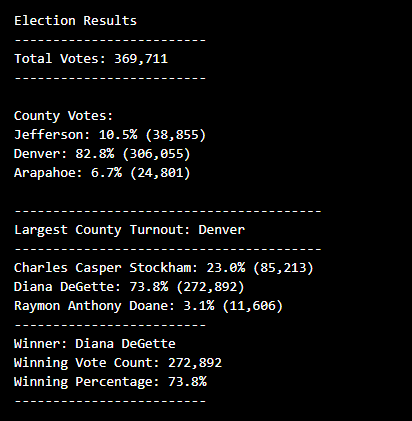 Election Results
-------------------------
Total Votes: 369,711
-------------------------
County Votes:
Jefferson: 10.5% (38,855)
Denver: 82.8% (306,055)
Arapahoe: 6.7% (24,801)
----------------------------------------
Largest County Turnout: Denver
----------------------------------------
Charles Casper Stockham: 23.0% (85,213)
Diana DeGette: 73.8% (272,892)
Raymon Anthony Doane: 3.1% (11,606)
-------------------------
Winner: Diana DeGette
Winning Vote Count: 272,892
Winning Percentage: 73.8%
-------------------------